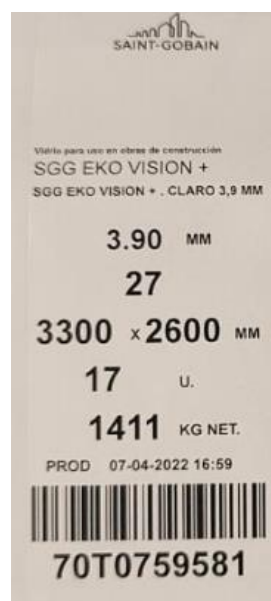 SAINT-GOBAIN
Vidrio para uso en obras de construcción
SGG EKO VISION +
SGG EKO VISION + . CLARO 3,9 MM
3.90 MM
27
3300 x 2600 MM
17 U.
1411 KG NET.
PROD 07-04-2022 16:59
70T0759581